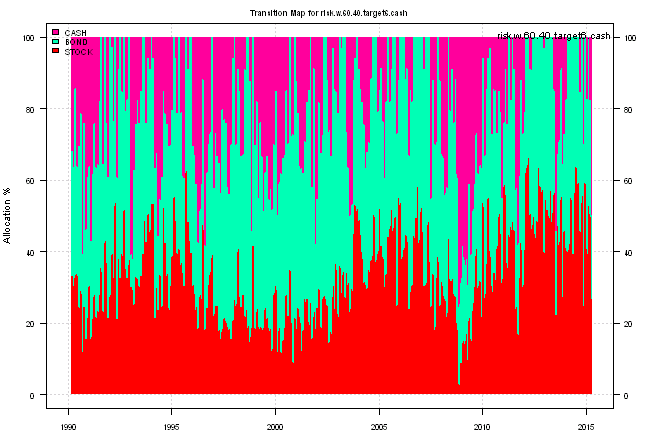 Transition Map for risk.w.60.40.target6.cash
CASH
BOND
STOCK
risk.w.60.40.target6.cash
Allocation %
100
80
60
40
20
0
100
80
60
40
20
0
1990 1995 2000 2005 2010 2015